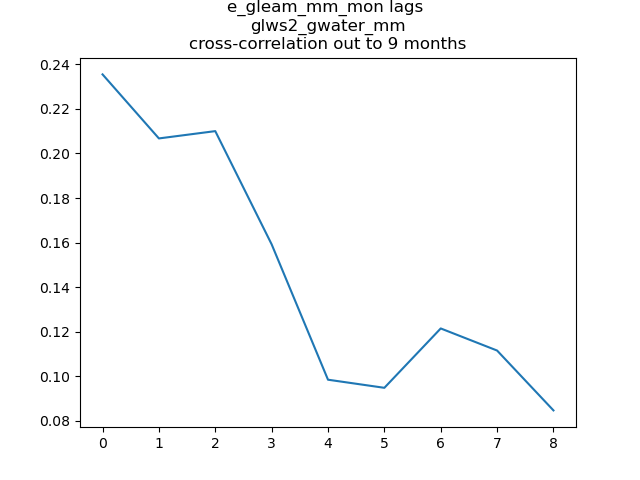 e_gleam_mm_mon lags
glws2_gwater_mm
cross-correlation out to 9 months
0.24
0.22
0.20
0.18
0.16
0.14
0.12
0.10
0.08
0 1 2 3 4 5 6 7 8